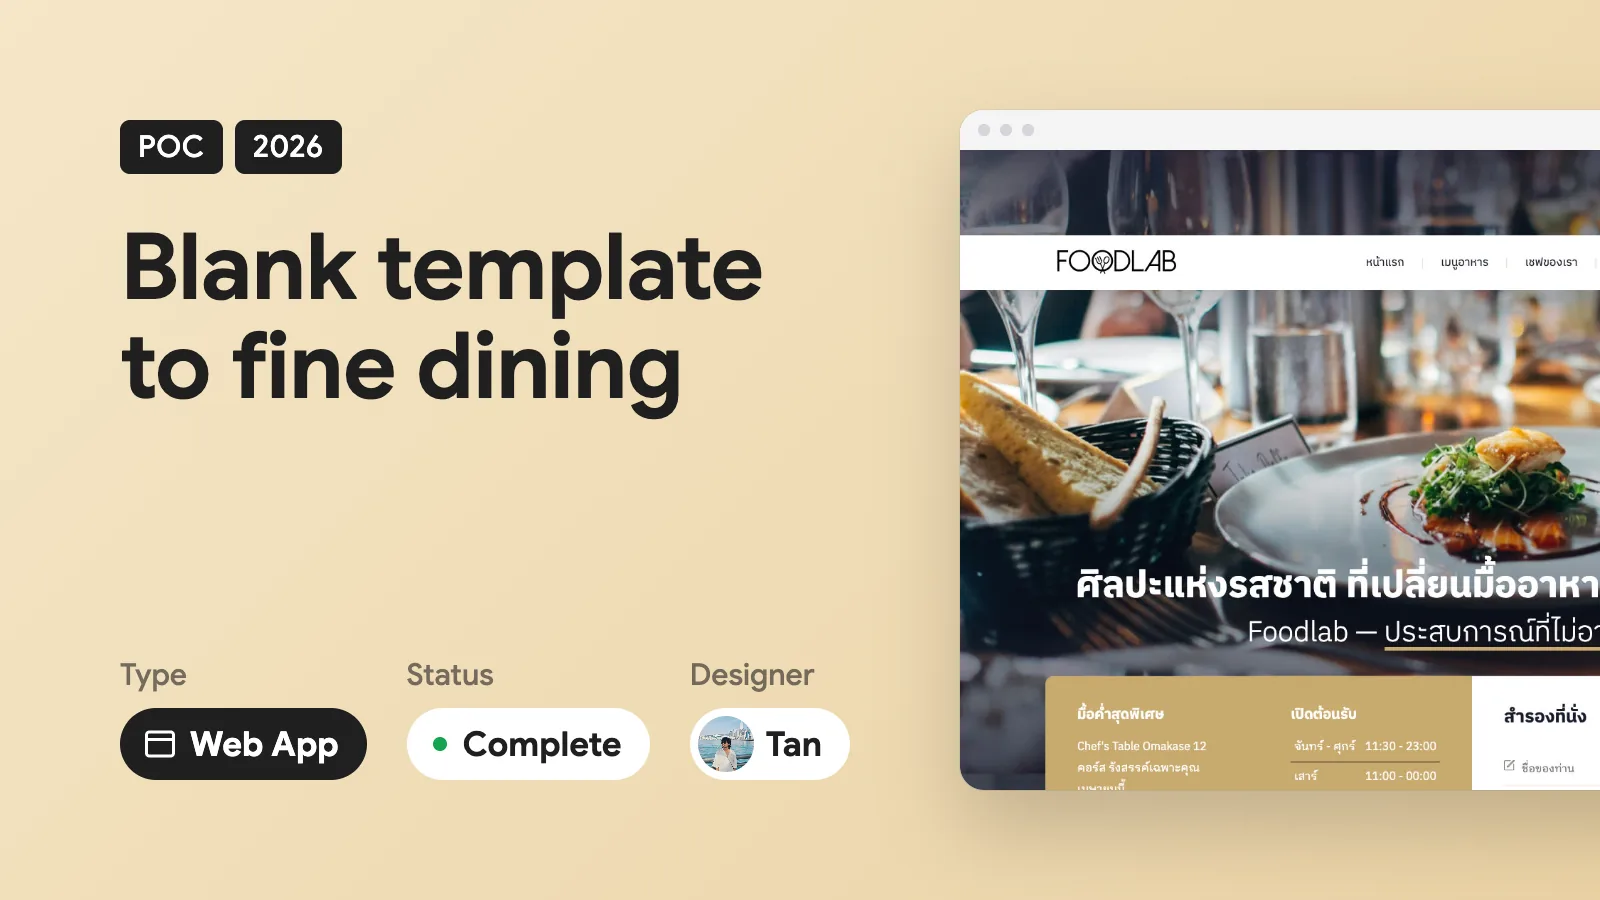 POC
2026
Blank template
to fine dining
Type
Web App
Status
Complete
Designer
Tan
FOODLAB
หน้าแรก
เมนูอาหาร
เชฟของเรา
ศิลปะแห่งรสชาติ ที่เปลี่ยนมื้ออาหา
Foodlab — ประสบการณ์ที่ไม่อา
มื้อค่ำสุดพิเศษ
Chef's Table Omakase 12
คอร์ส รังสรรค์เฉพาะคุณ
เปิดต้อนรับ
จันทร์ - ศุกร์ 11:30 - 23:00
เสาร์ 11:00 - 00:00
สำรองที่นั่ง
ชื่อของท่าน